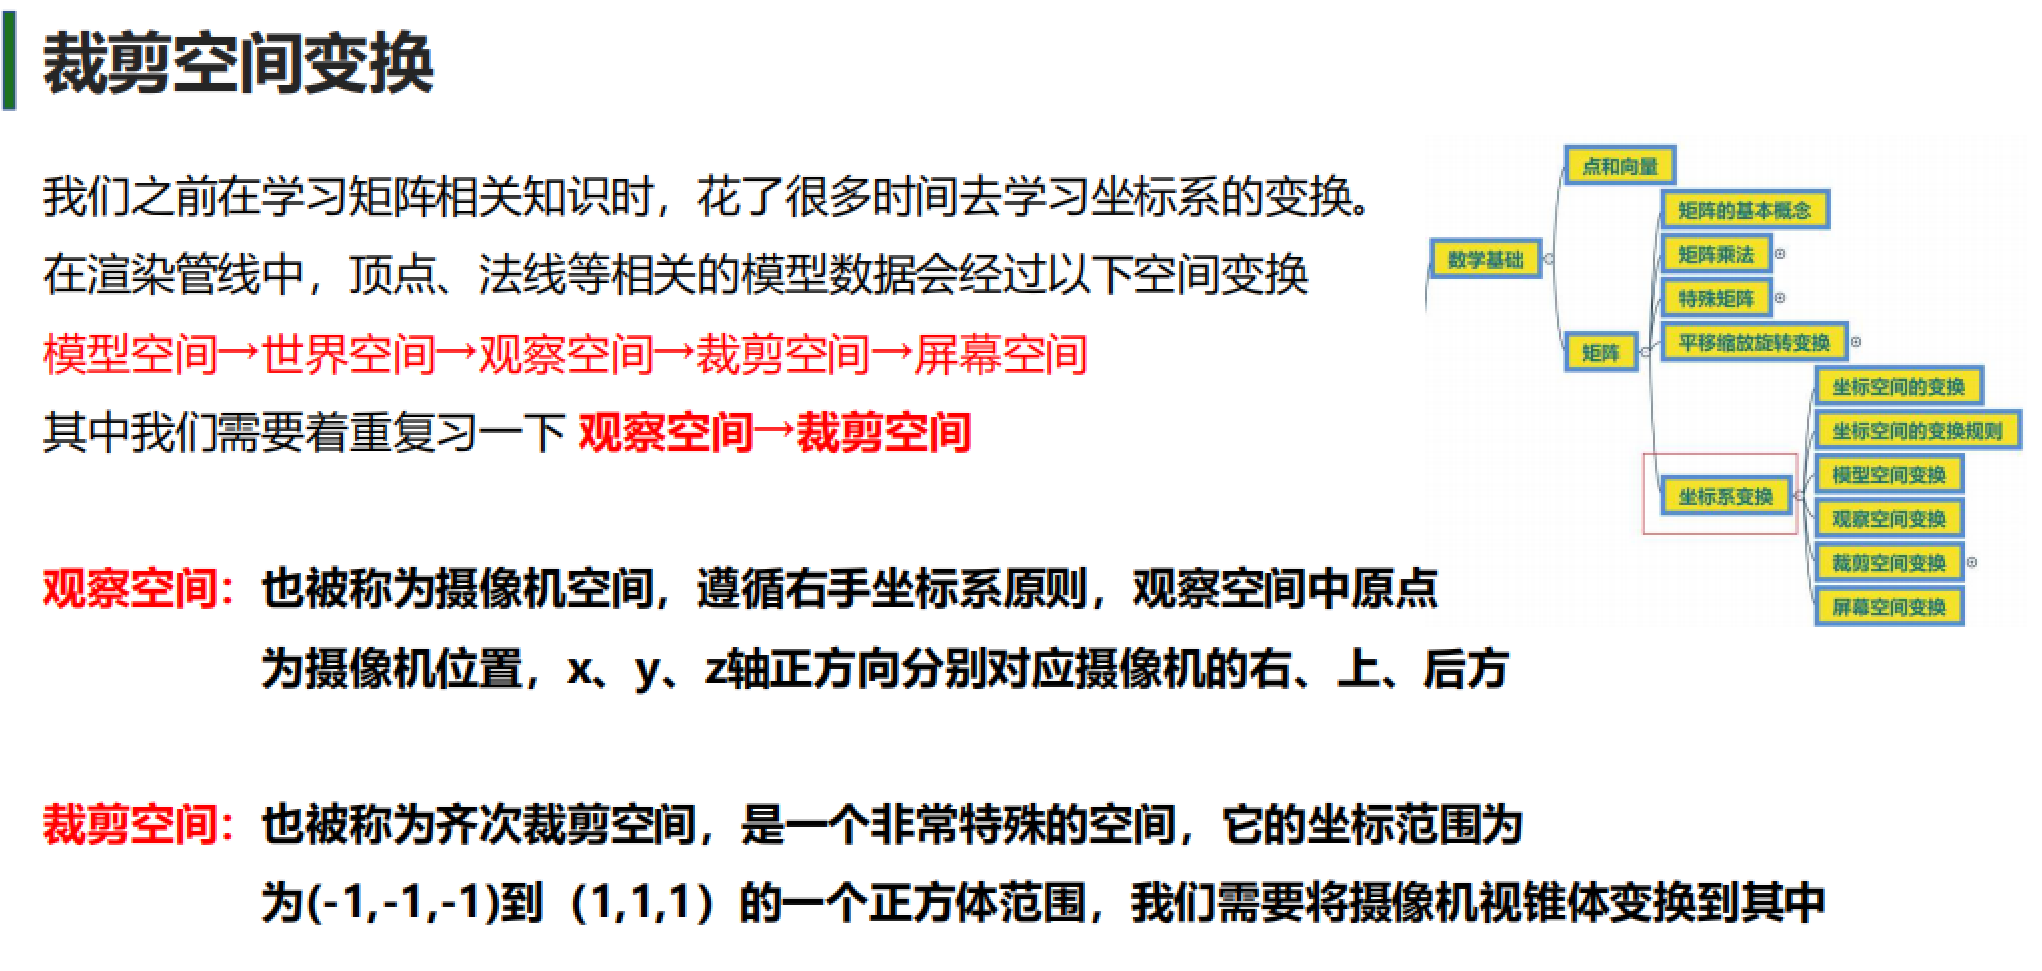 裁剪空间变换
我们之前在学习矩阵相关知识时，花了很多时间去学习坐标系的变换。
在渲染管线中，顶点、法线等相关的模型数据会经过以下空间变换
模型空间→世界空间→观察空间→裁剪空间→屏幕空间
其中我们需要着重复习一下 观察空间→裁剪空间
观察空间：也被称为摄像机空间，遵循右手坐标系原则，观察空间中原点
为摄像机位置，x、y、z轴正方向分别对应摄像机的右、上、后方
裁剪空间：也被称为齐次裁剪空间，是一个非常特殊的空间，它的坐标范围为
为(-1,-1,-1)到（1,1,1）的一个正方体范围，我们需要将摄像机视锥体变换到其中
数学基础
点和向量
矩阵
矩阵的基本概念
矩阵乘法
特殊矩阵
平移缩放旋转变换
坐标系变换
坐标空间的变换
坐标空间的变换规则
模型空间变换
观察空间变换
裁剪空间变换
屏幕空间变换